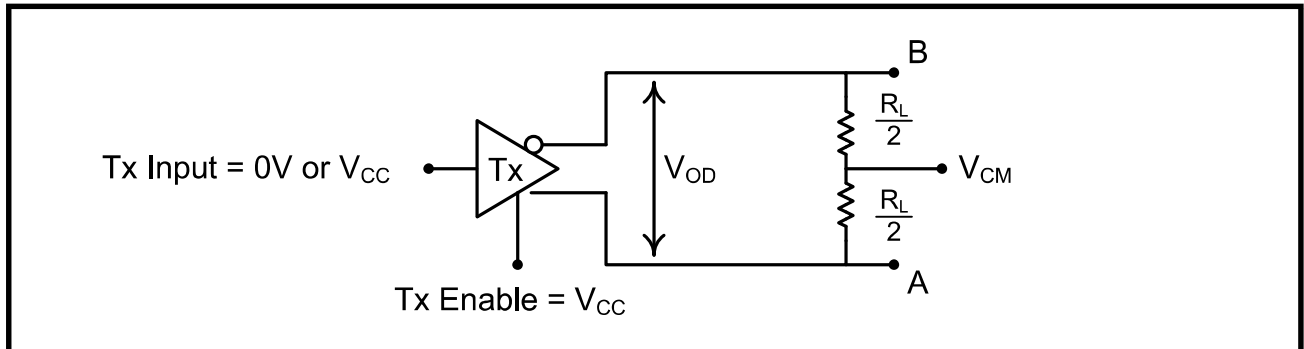 B
R_L
2
Tx Input = 0V or V_CC
Tx
V_OD
V_CM
R_L
2
A
Tx Enable = V_CC